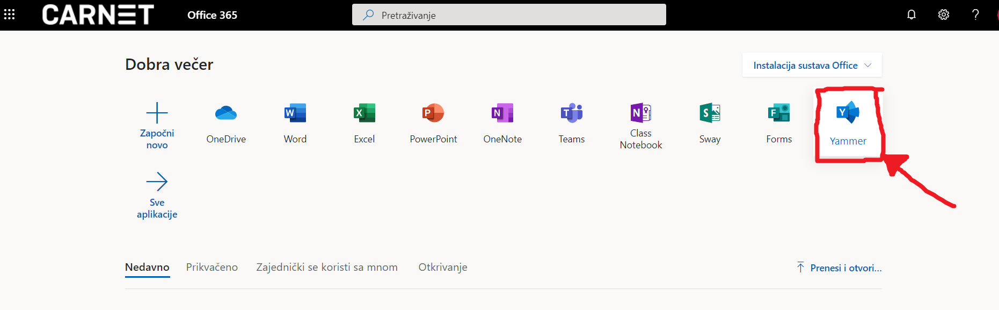 CARNET
Office 365
Pretraživanje
Dobra večer
Instalacija sustava Office
Započni
novo
OneDrive
Word
Excel
PowerPoint
OneNote
Teams
Class
Notebook
Sway
Forms
Yammer
Sve
aplikacije
Nedavno
Prikvačeno
Zajednički se koristi sa mnom
Otkrivanje
Prenesi i otvori...